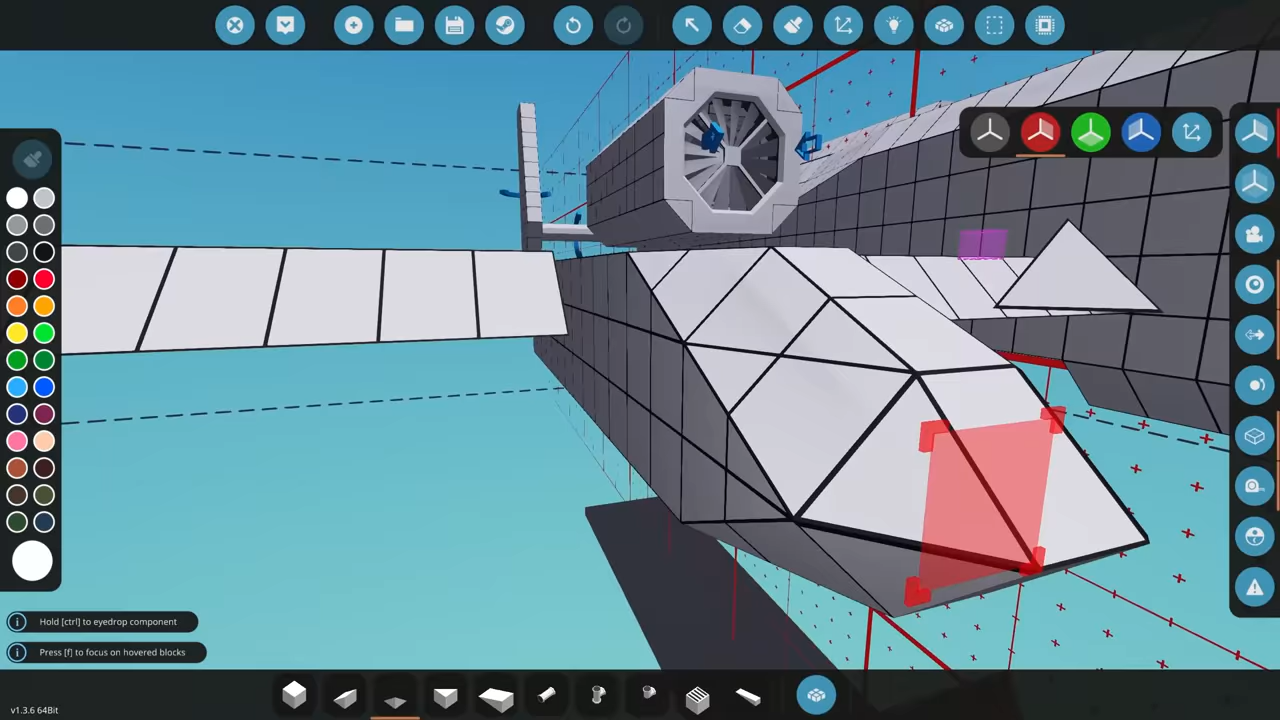 Hold [ctrl] to eyedrop component
Press [f] to focus on hovered blocks
v1.3.6 64Bit